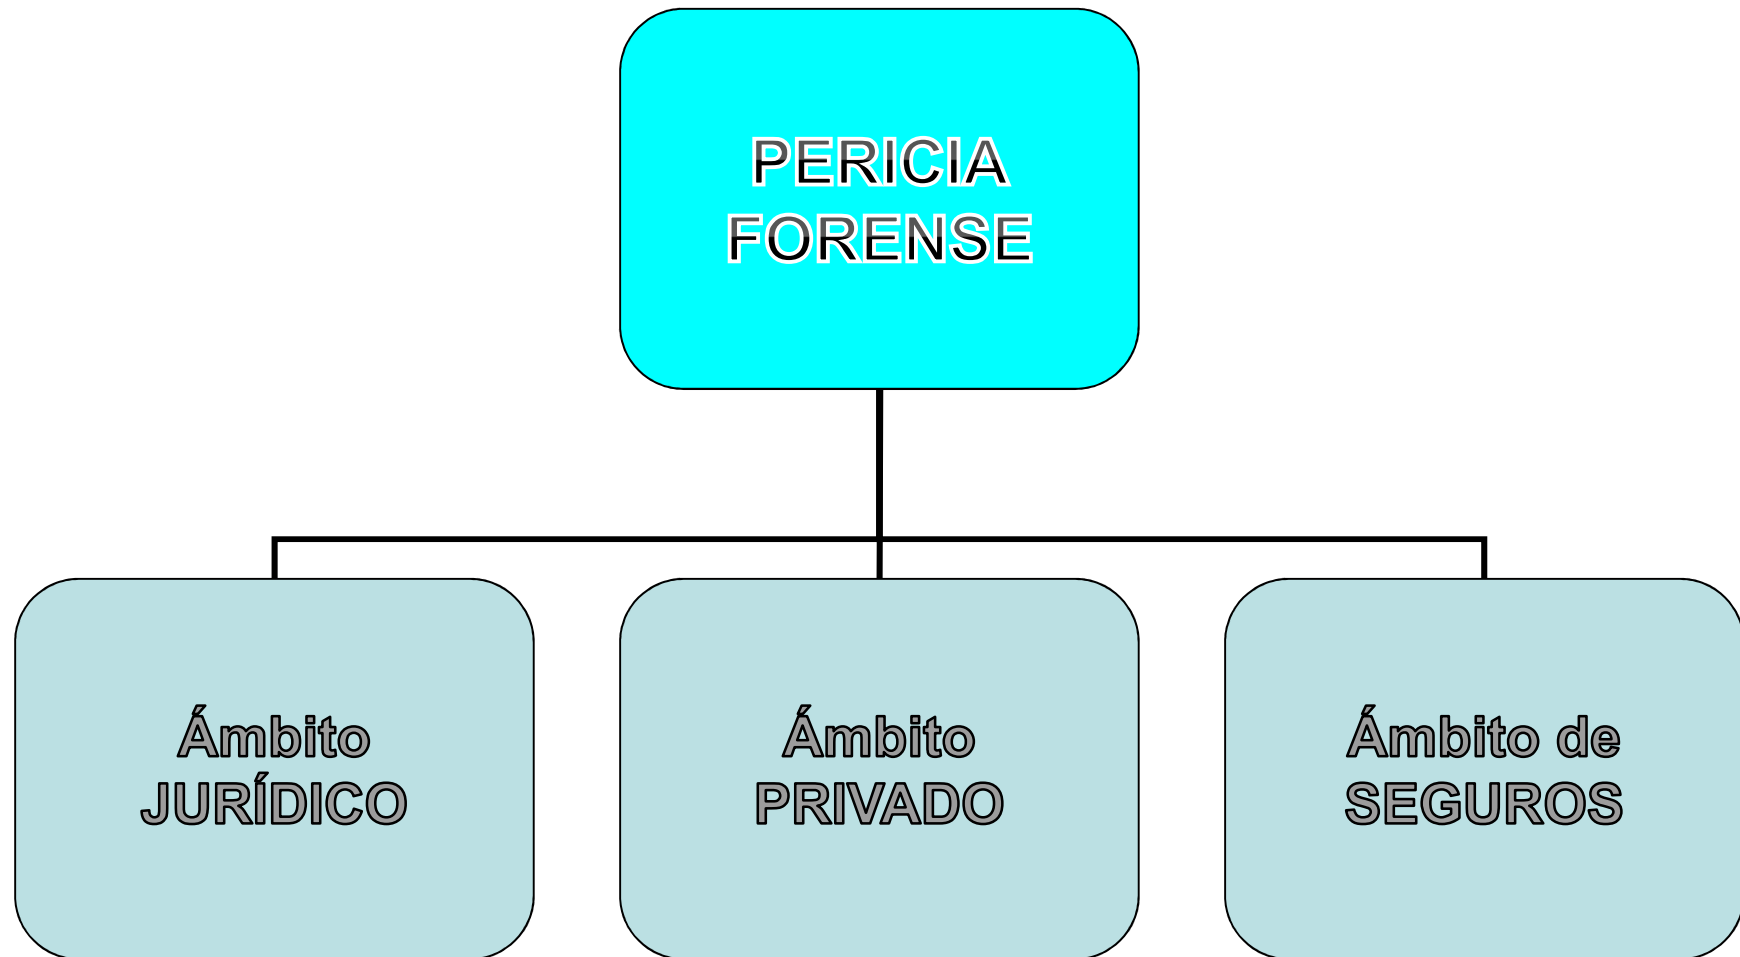 PERICIA
FORENSE
Ámbito
JURÍDICO
Ámbito
PRIVADO
Ámbito de
SEGUROS